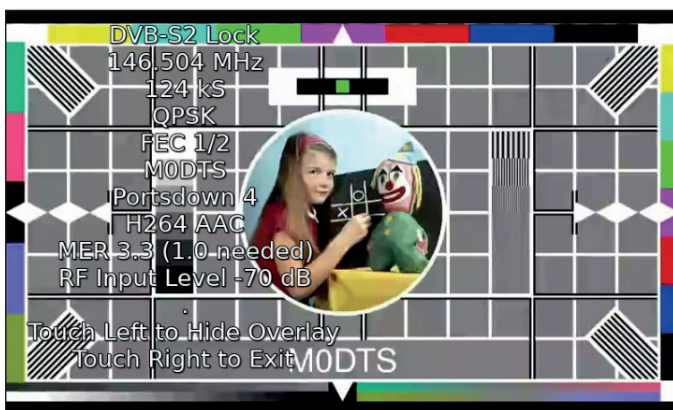 DVB-S2 Lock
146.504 MHz
124 kS
QPSK
FEC 1/2
M0DTS
Portsdown 4
H264 AAC
MER 3.3 (1.0 needed)
RF Input Level -70 dB
.
Touch Left to Hide Overlay
Touch Right to Exit
M0DTS